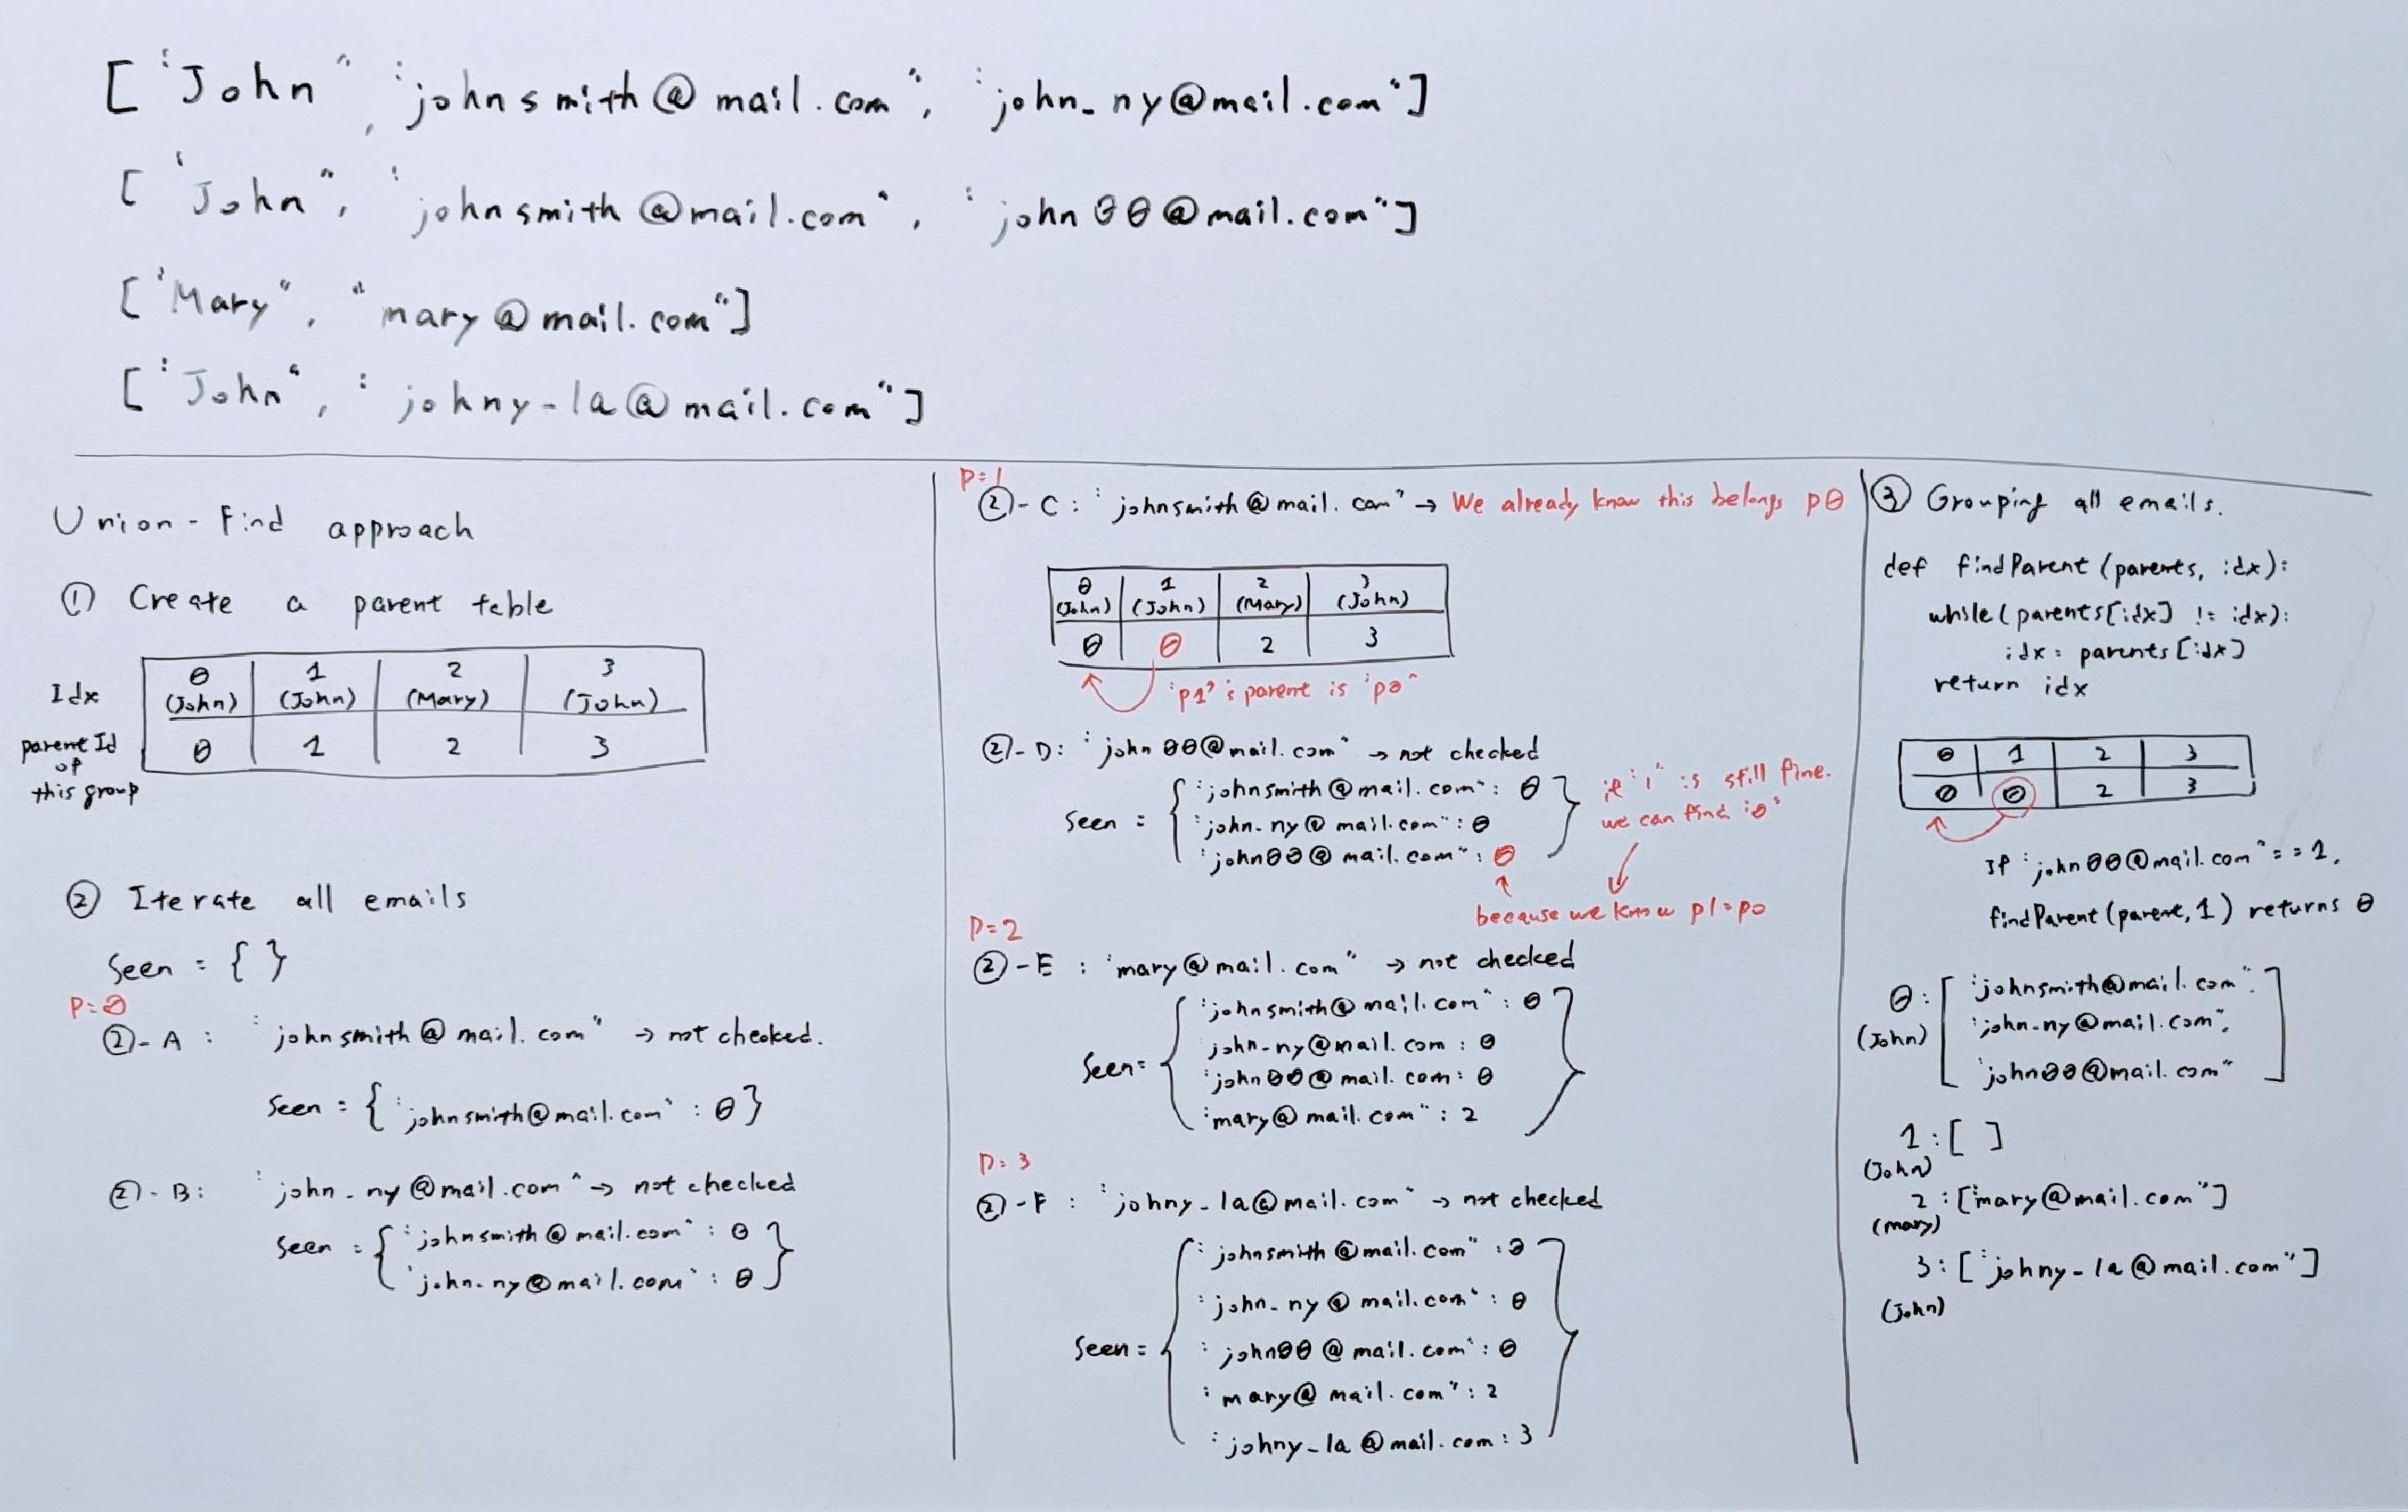 ["John", "johnsmith@mail.com", "john_ny@mail.com"]
["John", "johnsmith@mail.com", "john00@mail.com"]
["Mary", "mary@mail.com"]
["John", "johny-la@mail.com"]
Union-Find approach
① Create a parent table
Idx 0 1 2 3
(John) (John) (Mary) (John)
parent Id of this group 0 1 2 3
② Iterate all emails
Seen = { }
P=0
②-A : "johnsmith@mail.com" → not checked.
Seen = {"johnsmith@mail.com" : 0}
②-B: "john_ny@mail.com" → not checked
Seen = {"johnsmith@mail.com" : 0
"john_ny@mail.com" : 0}
P=1
②-C : "johnsmith@mail.com" → We already know this belongs p0
0 1 2 3
(John) (John) (Mary) (John)
0 0 2 3
"p1"'s parent is "p0"
②-D: "john00@mail.com" → not checked
Seen = {"johnsmith@mail.com" : 0
"john-ny@mail.com" : 0
"john00@mail.com" : 0}
if "1" is still fine.
we can find "0"
because we know p1=p0
P=2
②-E : "mary@mail.com" → not checked
Seen = {"johnsmith@mail.com" : 0
john-ny@mail.com : 0
"john00@mail.com : 0
"mary@mail.com" : 2}
P=3
②-F : "johny_la@mail.com" → not checked
Seen = {"johnsmith@mail.com" : 0
"john_ny@mail.com" : 0
"john00@mail.com" : 0
"mary@mail.com" : 2
"johny_la@mail.com : 3}
③ Grouping all emails.
def findParent(parents, idx):
while(parents[idx] != idx):
idx = parents[idx]
return idx
0 1 2 3
0 0 2 3
If "john00@mail.com" == 1,
findParent(parent, 1) returns 0
0: ["johnsmith@mail.com",
(John) "john-ny@mail.com",
"john00@mail.com"]
1 : [ ]
(John)
2 : ["mary@mail.com"]
(mary)
3 : ["johny-la@mail.com"]
(John)